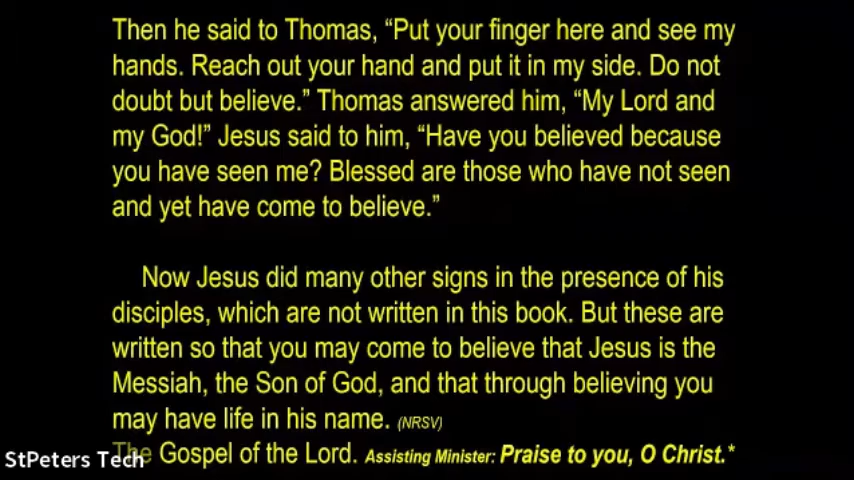 Then he said to Thomas, “Put your finger here and see my
hands. Reach out your hand and put it in my side. Do not
doubt but believe.” Thomas answered him, “My Lord and
my God!” Jesus said to him, “Have you believed because
you have seen me? Blessed are those who have not seen
and yet have come to believe.”
Now Jesus did many other signs in the presence of his
disciples, which are not written in this book. But these are
written so that you may come to believe that Jesus is the
Messiah, the Son of God, and that through believing you
may have life in his name. (NRSV)
The Gospel of the Lord. Assisting Minister: Praise to you, O Christ.*
StPeters Tech